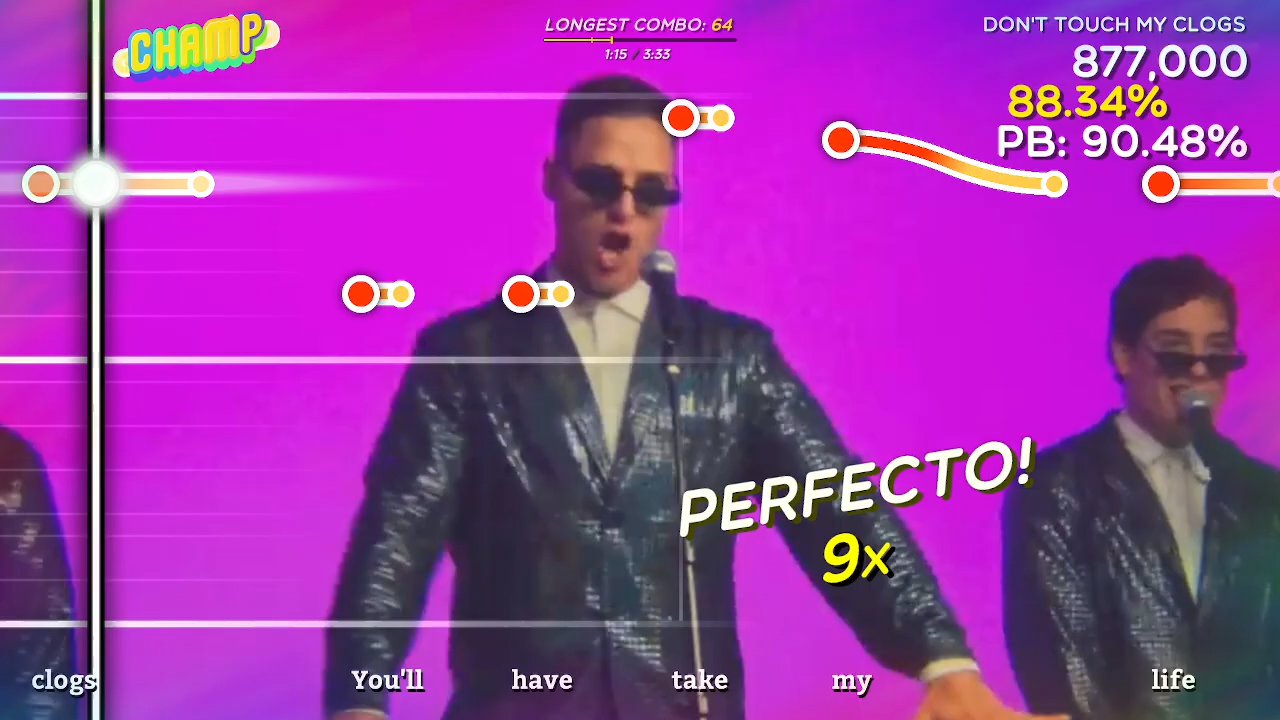 CHAMP
LONGEST COMBO: 64
1:15 / 3:33
DON'T TOUCH MY CLOGS
877,000
88.34%
PB: 90.48%
PERFECTO!
9x
clogs You'll have take my life